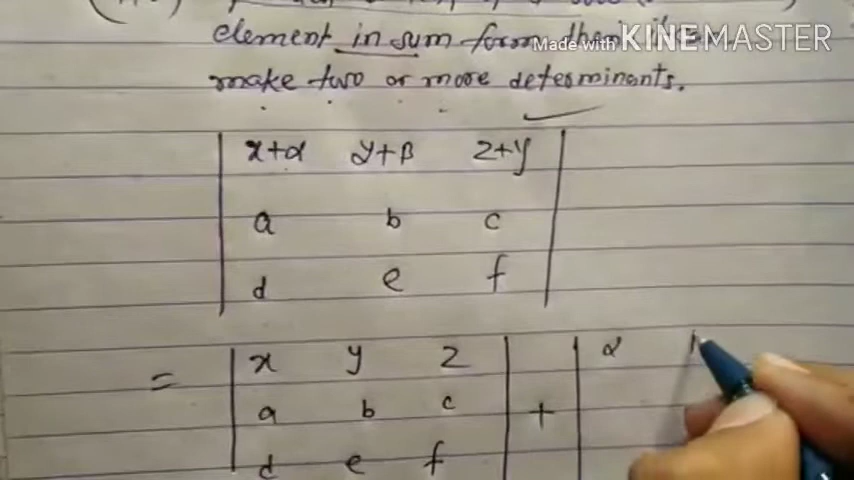 element in sum form then
Made with KINEMASTER
make two or more determinants.
x+α y+β z+γ
a b c
d e f
= x y z α
a b c +
d e f